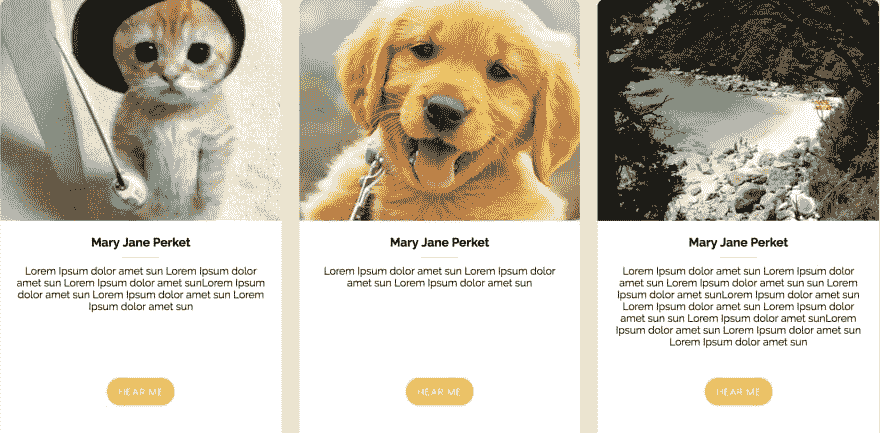 Mary Jane Perket
Lorem Ipsum dolor amet sun Lorem Ipsum dolor
amet sun Lorem Ipsum dolor amet sunLorem Ipsum
dolor amet sun Lorem Ipsum dolor amet sun Lorem
Ipsum dolor amet sun
HEAR ME
Mary Jane Perket
Lorem Ipsum dolor amet sun Lorem Ipsum dolor
amet sun Lorem Ipsum dolor amet sun
HEAR ME
Mary Jane Perket
Lorem Ipsum dolor amet sun Lorem Ipsum dolor
amet sun Lorem Ipsum dolor amet sun sun Lorem
Ipsum dolor amet sunLorem Ipsum dolor amet sun
Lorem Ipsum dolor amet sun Lorem Ipsum dolor
amet sun sun Lorem Ipsum dolor amet sunLorem
Ipsum dolor amet sun Lorem Ipsum dolor amet sun
Lorem Ipsum dolor amet sun
HEAR ME